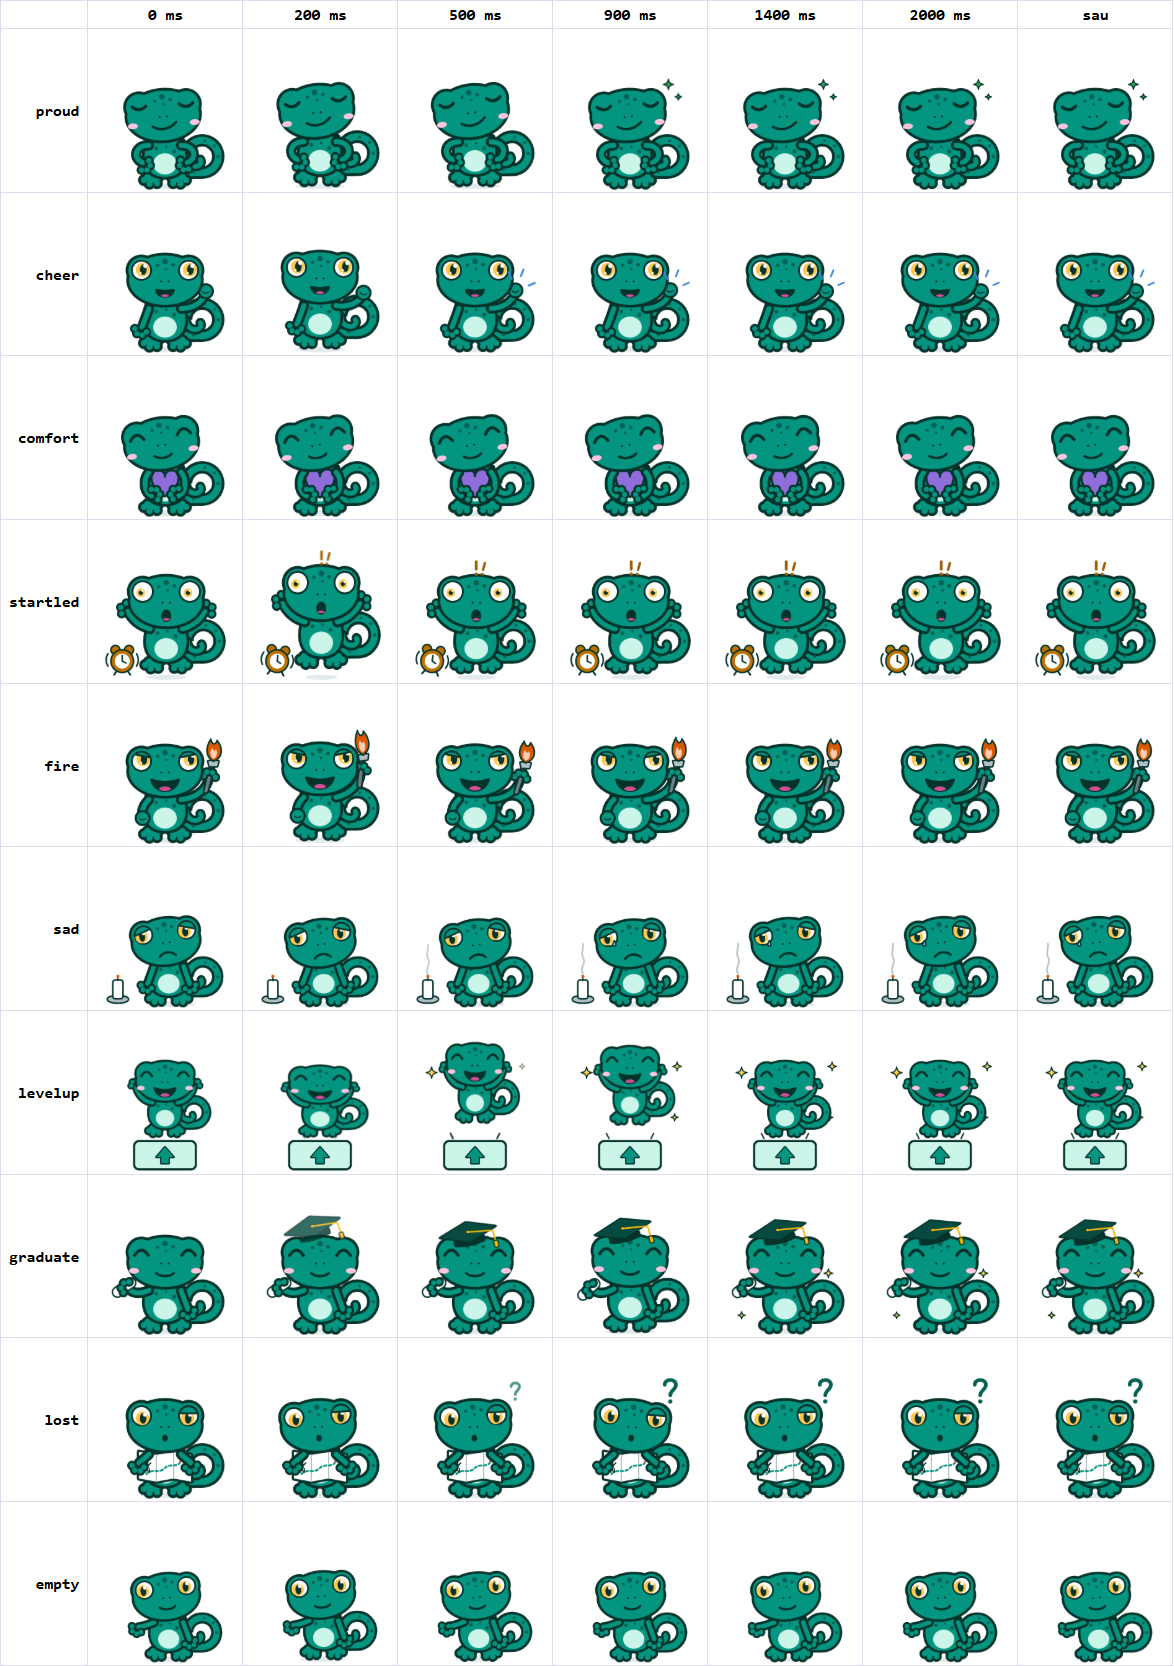 0 ms 200 ms 500 ms 900 ms 1400 ms 2000 ms sau
proud
cheer
comfort
startled
fire
sad
levelup
graduate
?
lost
empty